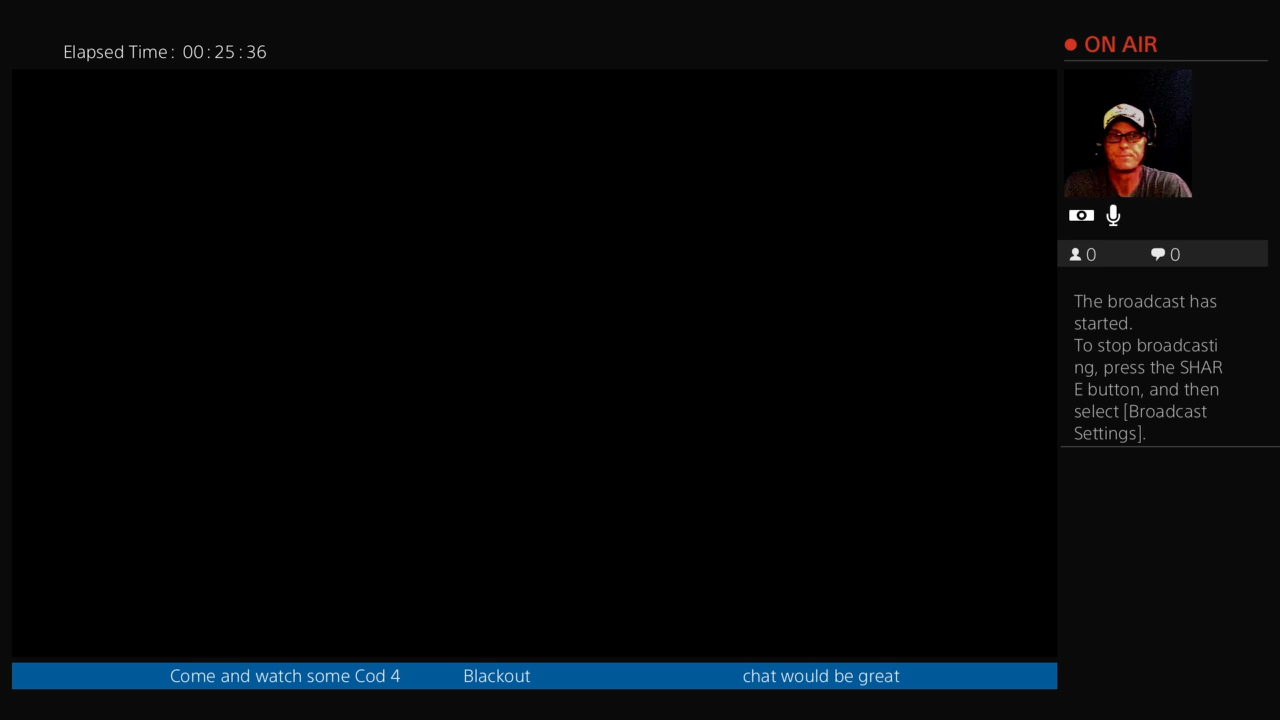 Elapsed Time: 00:25:36
ON AIR
0 0
The broadcast has
started.
To stop broadcasti
ng, press the SHAR
E button, and then
select [Broadcast
Settings].
Come and watch some Cod 4 Blackout chat would be great